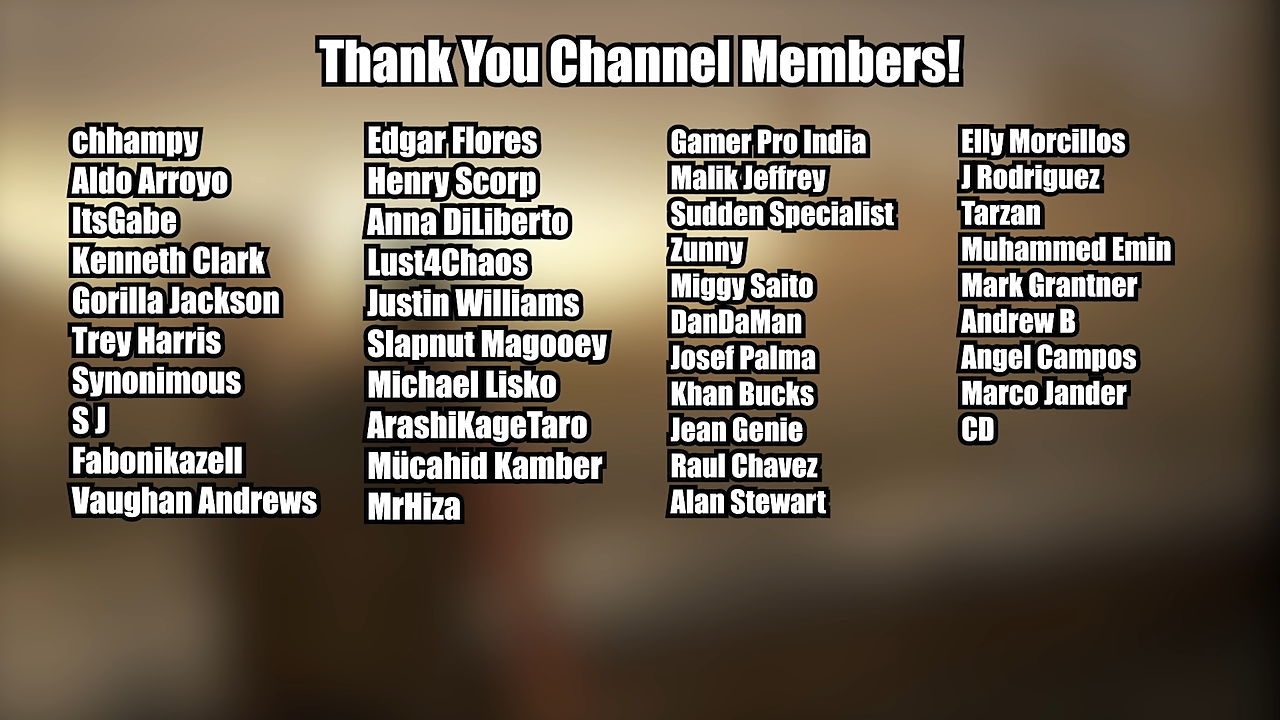 Thank You Channel Members!
chhampy
Aldo Arroyo
ItsGabe
Kenneth Clark
Gorilla Jackson
Trey Harris
Synonimous
S J
Fabonikazell
Vaughan Andrews
Edgar Flores
Henry Scorp
Anna DiLiberto
Lust4Chaos
Justin Williams
Slapnut Magooey
Michael Lisko
ArashiKageTaro
Mücahid Kamber
MrHiza
Gamer Pro India
Malik Jeffrey
Sudden Specialist
Zunny
Miggy Saito
DanDaMan
Josef Palma
Khan Bucks
Jean Genie
Raul Chavez
Alan Stewart
Elly Morcillos
J Rodriguez
Tarzan
Muhammed Emin
Mark Grantner
Andrew B
Angel Campos
Marco Jander
CD